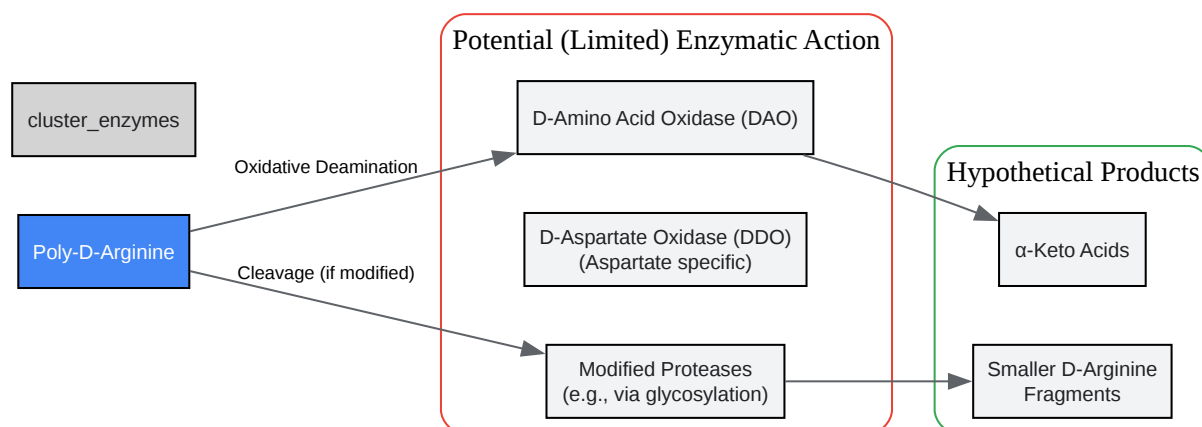 Potential (Limited) Enzymatic Action
cluster_enzymes
D-Amino Acid Oxidase (DAO)
Oxidative Deamination
Hypothetical Products
Poly-D-Arginine
D-Aspartate Oxidase (DDO)
(Aspartate specific)
α-Keto Acids
Cleavage (if modified)
Modified Proteases
(e.g., via glycosylation)
Smaller D-Arginine
Fragments